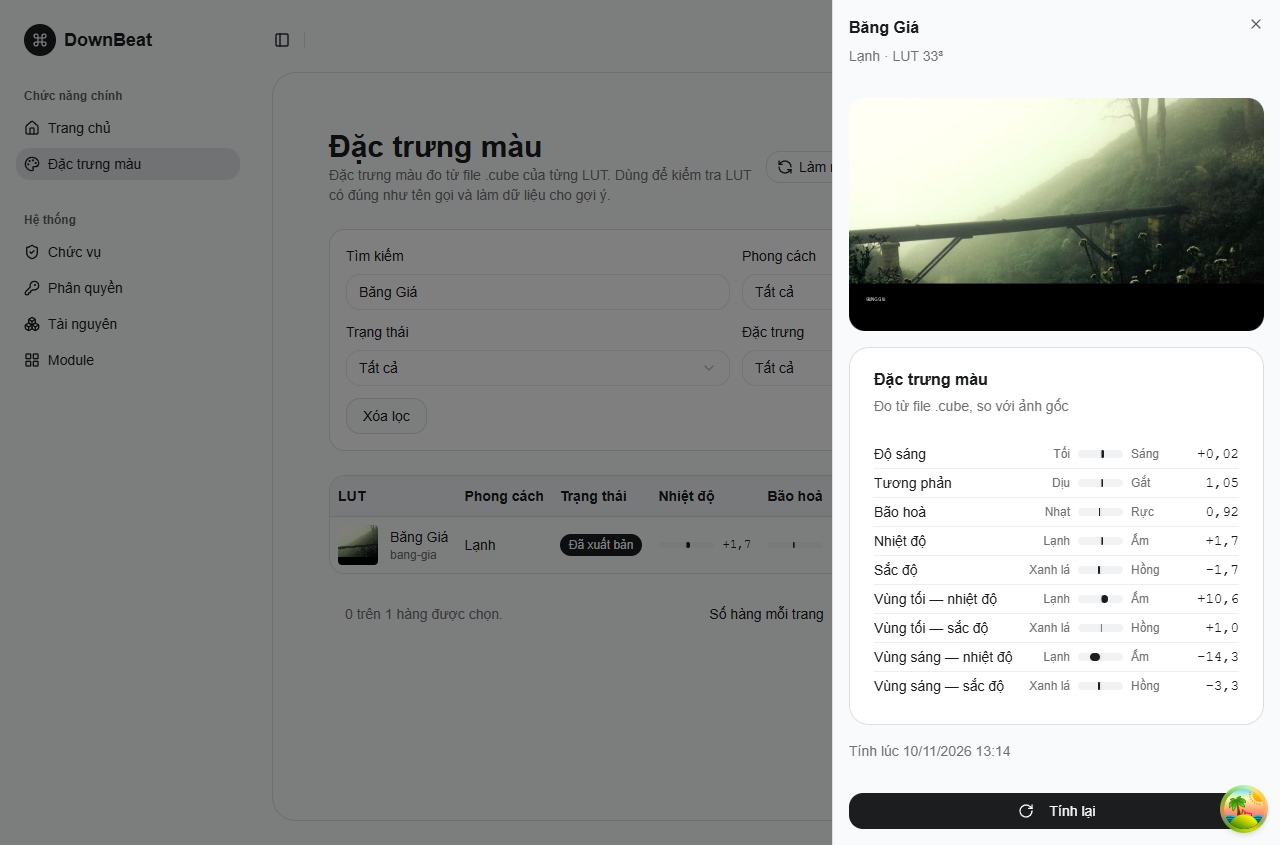 DownBeat
Chức năng chính
Trang chủ
Đặc trưng màu
Hệ thống
Chức vụ
Phân quyền
Tài nguyên
Module
Đặc trưng màu
Đặc trưng màu đo từ file .cube của từng LUT. Dùng để kiểm tra LUT
có đúng như tên gọi và làm dữ liệu cho gợi ý.
Làm
Tìm kiếm
Phong cách
Băng Giá
Tất cả
Trạng thái
Đặc trưng
Tất cả
Tất cả
Xóa lọc
LUT Phong cách Trạng thái Nhiệt độ Bão hoà
Băng Giá
bang-gia
Lạnh Đã xuất bản +1,7
0 trên 1 hàng được chọn.
Số hàng mỗi trang
Băng Giá
Lạnh · LUT 33³
BĂNG GIÁ
Đặc trưng màu
Đo từ file .cube, so với ảnh gốc
Độ sáng Tối Sáng +0,02
Tương phản Dịu Gắt 1,05
Bão hoà Nhạt Rực 0,92
Nhiệt độ Lạnh Ấm +1,7
Sắc độ Xanh lá Hồng −1,7
Vùng tối — nhiệt độ Lạnh Ấm +10,6
Vùng tối — sắc độ Xanh lá Hồng +1,0
Vùng sáng — nhiệt độ Lạnh Ấm −14,3
Vùng sáng — sắc độ Xanh lá Hồng −3,3
Tính lúc 10/11/2026 13:14
Tính lại